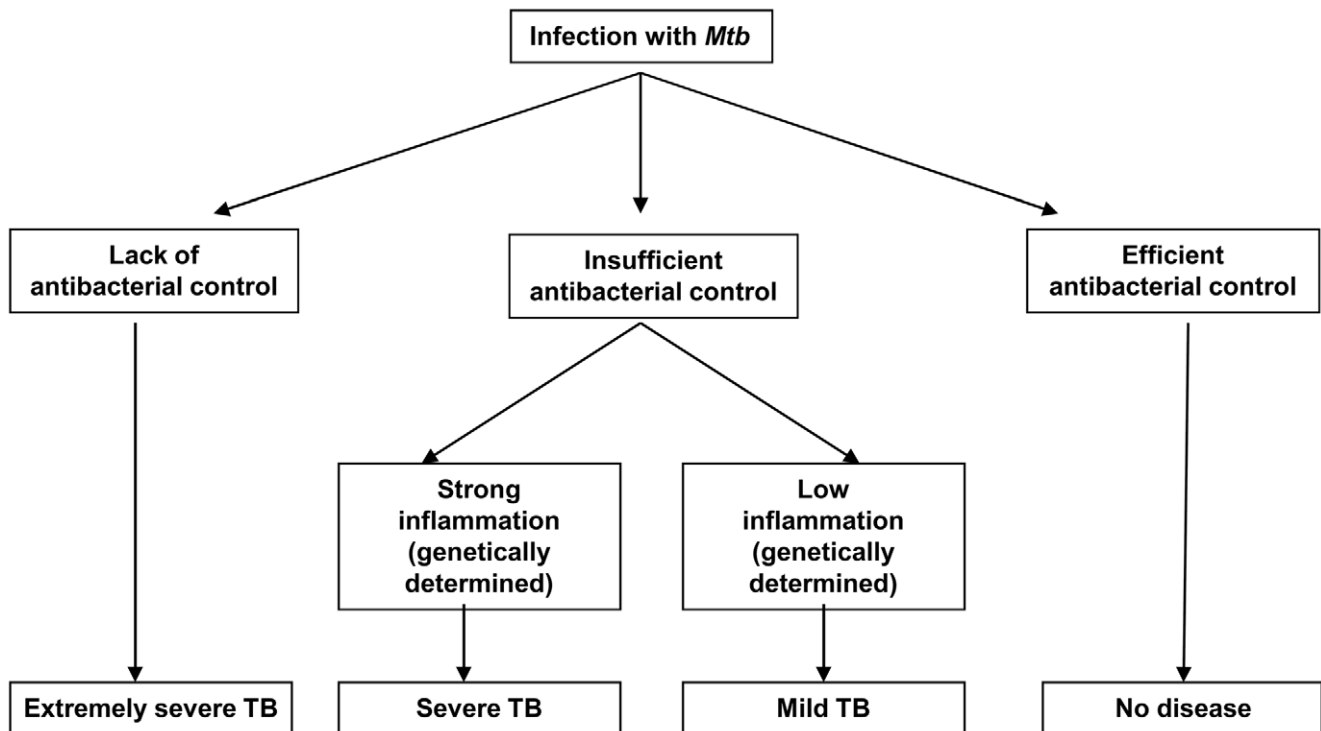 Infection with Mtb
Lack of
antibacterial control
Insufficient
antibacterial control
Efficient
antibacterial control
Strong
inflammation
(genetically
determined)
Low
inflammation
(genetically
determined)
Extremely severe TB
Severe TB
Mild TB
No disease